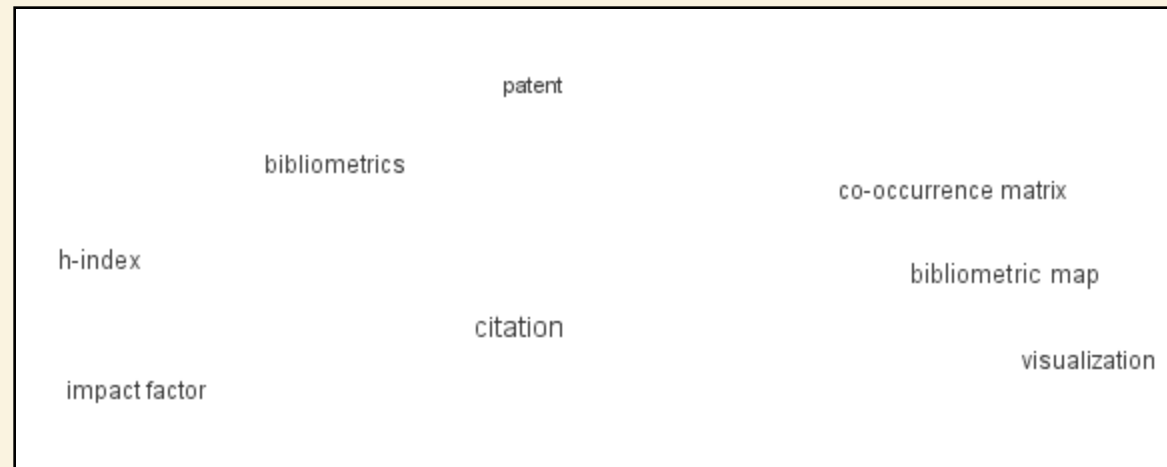 patent
bibliometrics
co-occurrence matrix
h-index
bibliometric map
citation
visualization
impact factor